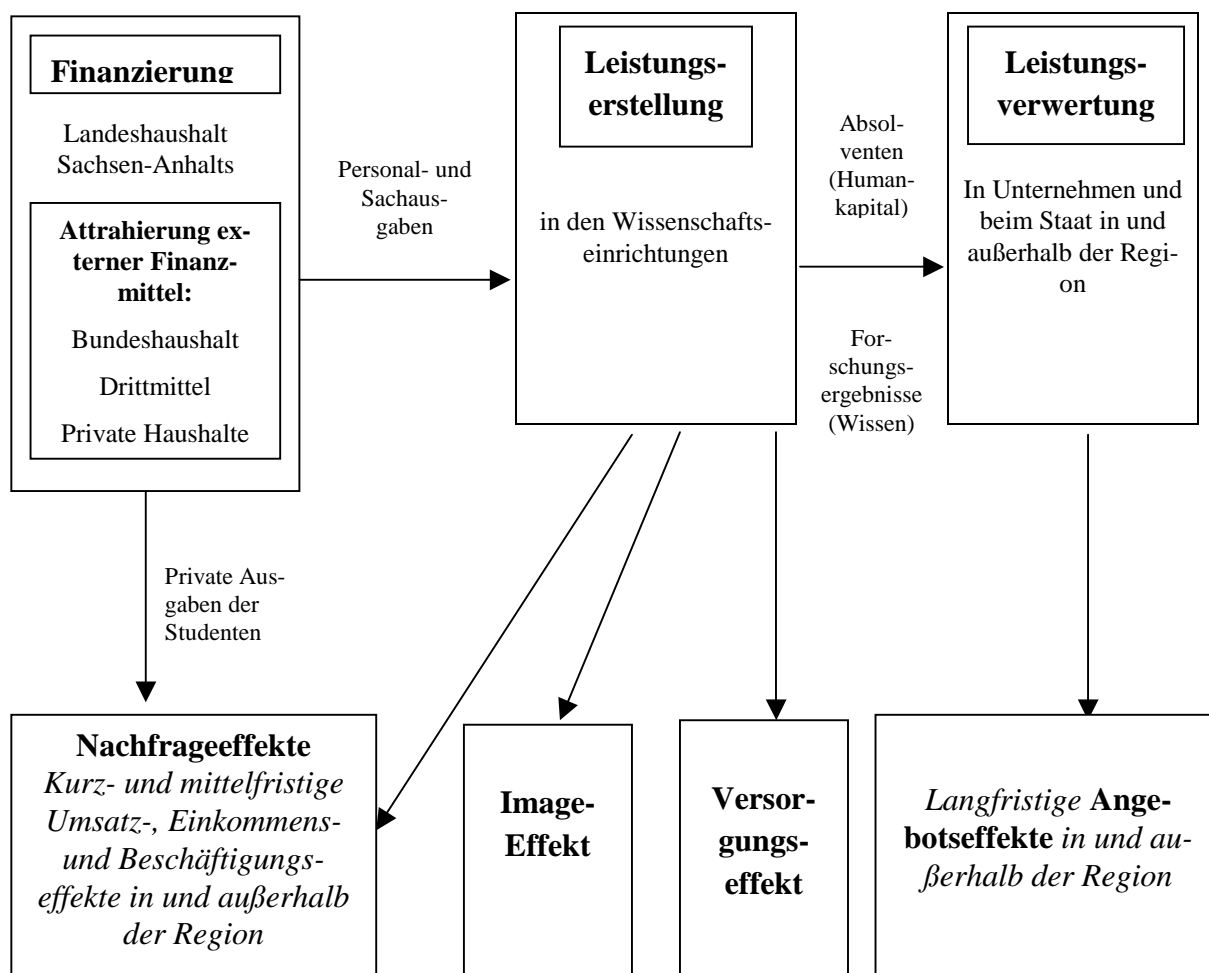 Finanzierung
Landeshaushalt
Sachsen-Anhalts
Attrahierung ex-
terner Finanz-
mittel:
Bundeshaushalt
Drittmittel
Private Haushalte
Personal- und
Sachaus-
gaben
Leistungs-
erstellung
in den Wissenschafts-
einrichtungen
Absol-
venten
(Human-
kapital)
For-
schungs-
ergebnisse
(Wissen)
Leistungs-
verwertung
In Unternehmen und
beim Staat in und
außerhalb der Regi-
on
Private Aus-
gaben der
Studenten
Nachfrageeffekte
Kurz- und mittelfristige
Umsatz-, Einkommens-
und Beschäftigungs-
effekte in und außerhalb
der Region
Image-
Effekt
Versor-
gungs-
effekt
Langfristige Ange-
botseffekte in und au-
ßerhalb der Region